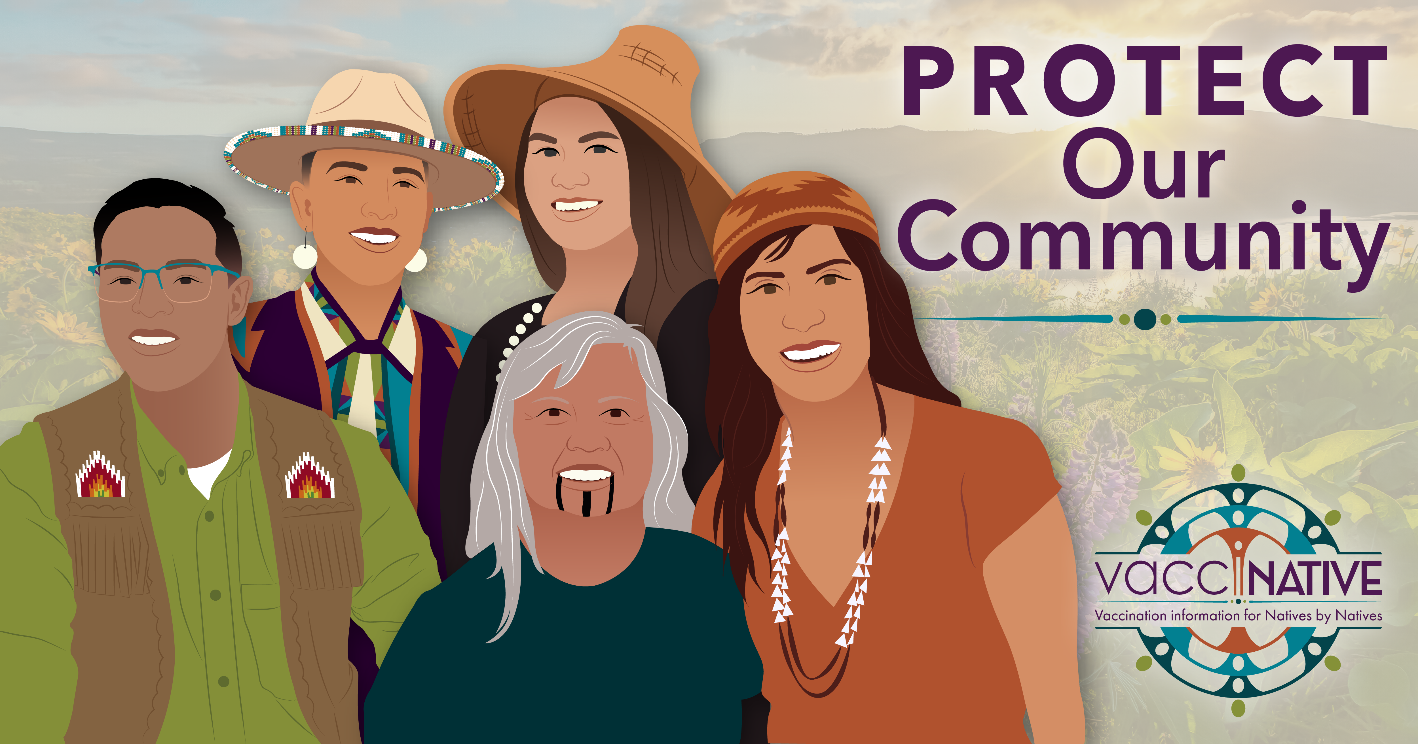 PROTECT
Our
Community
VACCINATIVE
Vaccination information for Natives by Natives